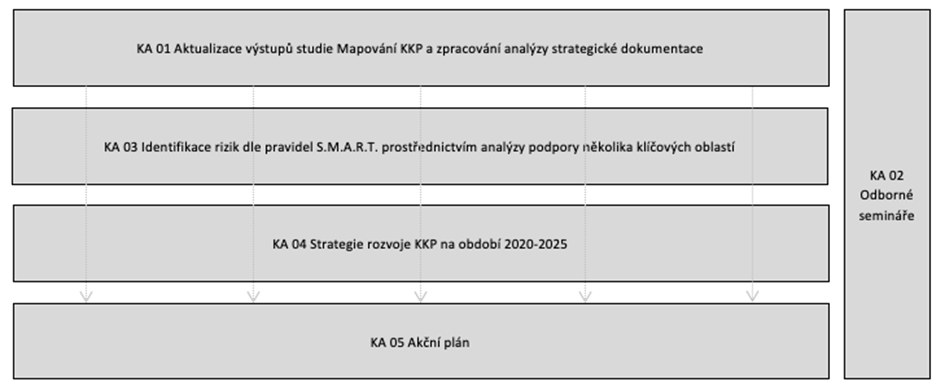 KA 01 Aktualizace výstupů studie Mapování KKP a zpracování analýzy strategické dokumentace
KA 03 Identifikace rizik dle pravidel S.M.A.R.T. prostřednictvím analýzy podpory několika klíčových oblastí
KA 04 Strategie rozvoje KKP na období 2020-2025
KA 05 Akční plán
KA 02
Odborné
semináře